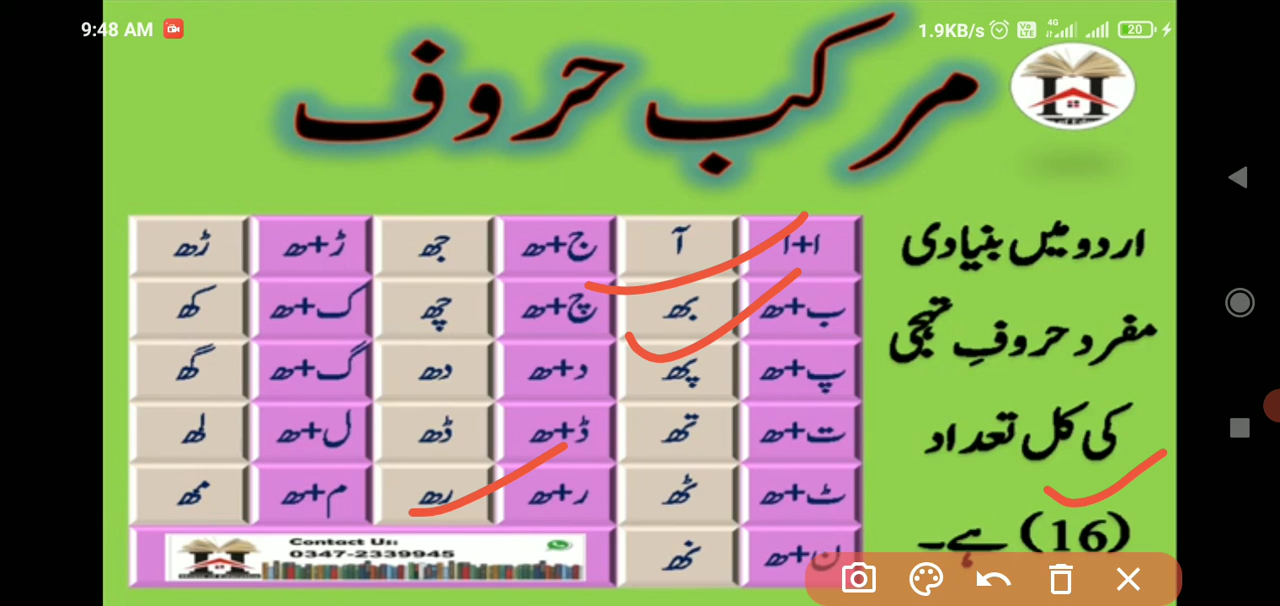 9:48 AM
1.9KB/s 4G 20
مرکب حروف
اردو میں بنیادی
مفرد حروفِ تہجی
کی کل تعداد
(16) ہے۔
ا+ا آ ج+ھ جھ ڑ+ھ ڑھ
ب+ھ بھ چ+ھ چھ ک+ھ کھ
پ+ھ پھ د+ھ دھ گ+ھ گھ
ت+ھ تھ ڈ+ھ ڈھ ل+ھ لھ
ٹ+ھ ٹھ ر+ھ رھ م+ھ مھ
ن+ھ نھ
Contact Us:
0347-2339945